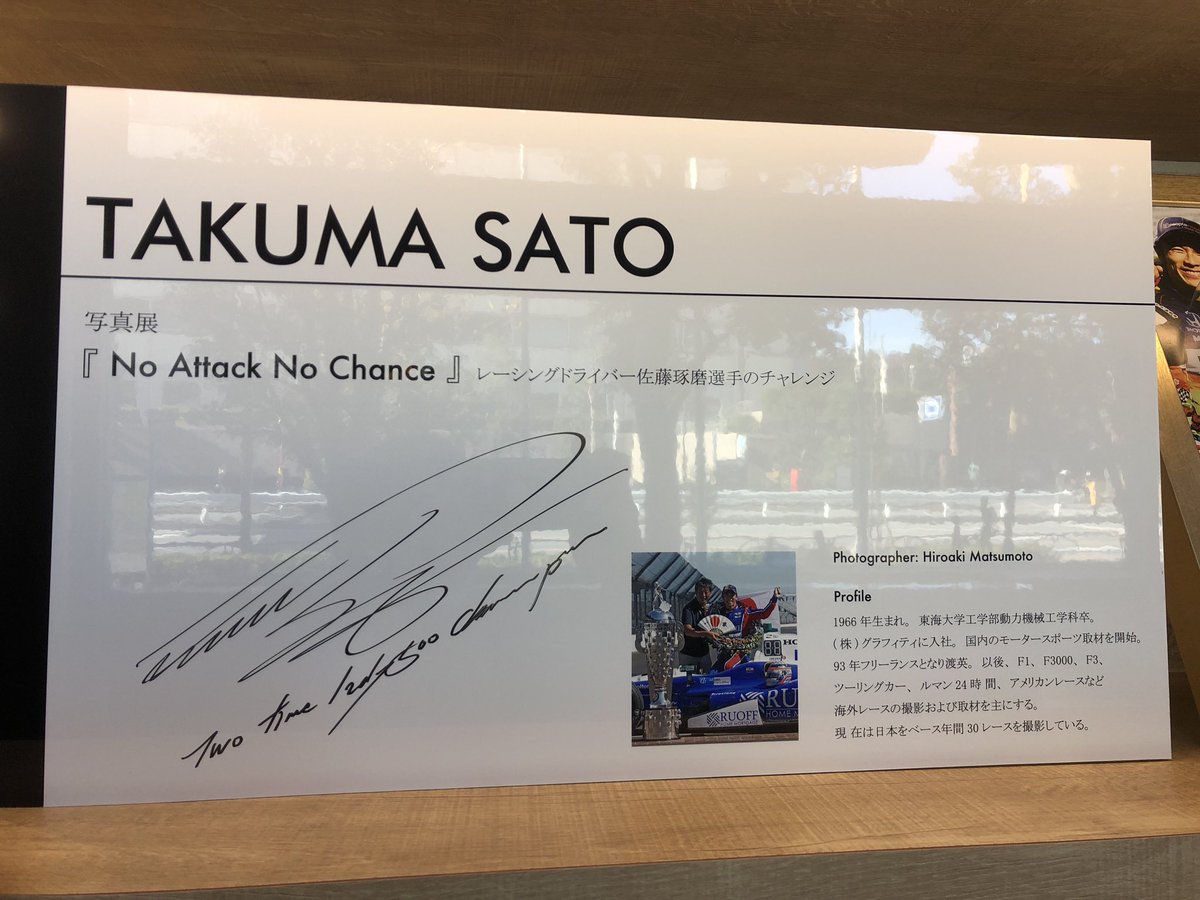 TAKUMA SATO
写真展
『 No Attack No Chance 』 レーシングドライバー佐藤琢磨選手のチャレンジ
Two time Indy500 champion
RUOFF
HOME
RUOFF
Photographer: Hiroaki Matsumoto
Profile
1966 年生まれ。 東海大学工学部動力機械工学科卒。
(株) グラフィティに入社。 国内のモータースポーツ取材を開始。
93 年フリーランスとなり渡英。 以後、 F1、 F3000、 F3、
ツーリングカー、 ルマン 24 時間、 アメリカンレースなど
海外レースの撮影および取材を主にする。
現 在は日本をベース年間 30 レースを撮影している。